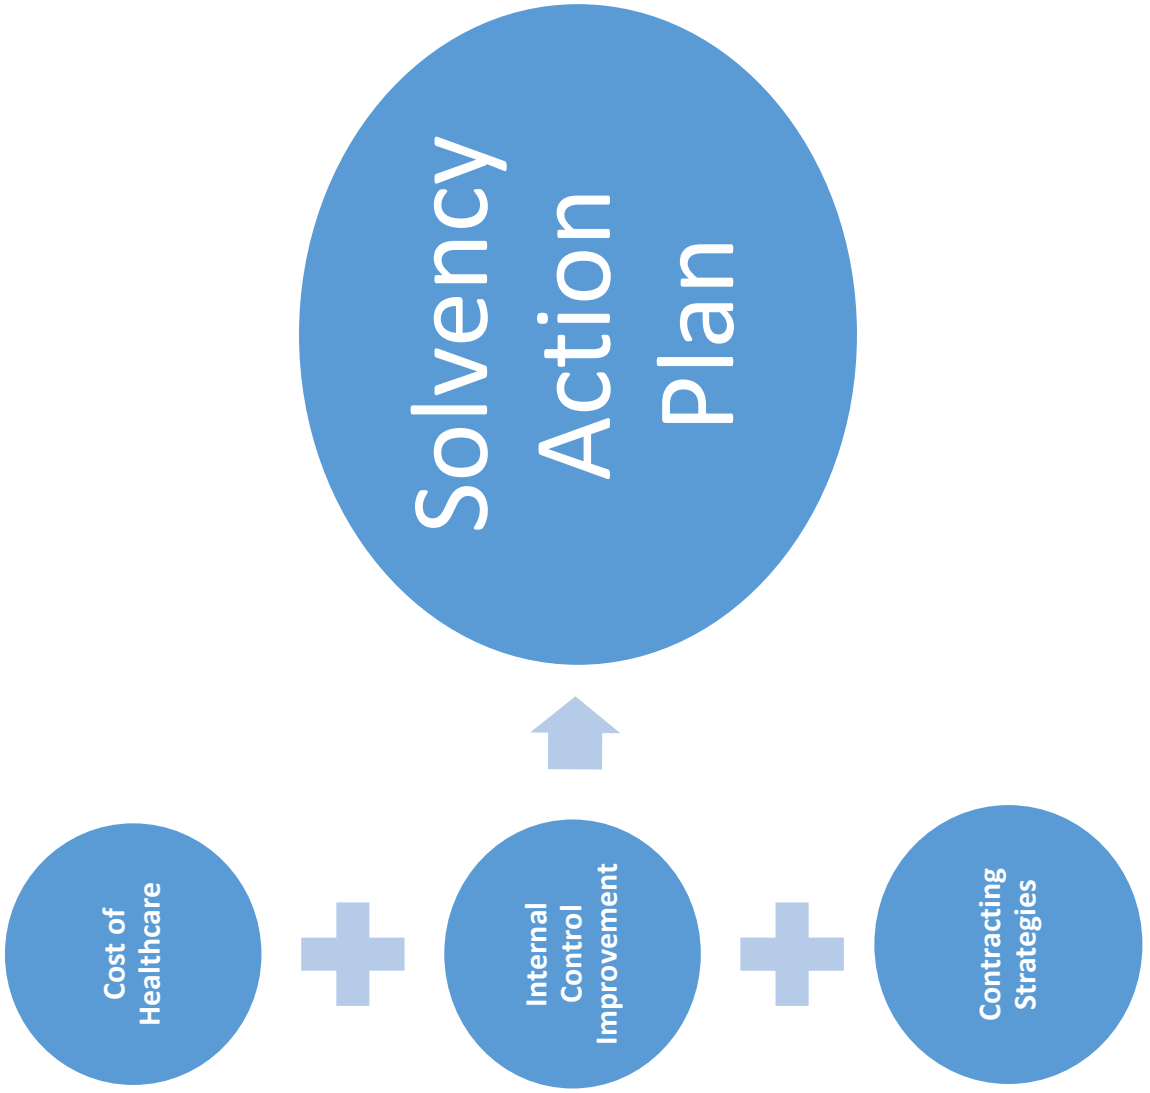 Cost of
Healthcare
Internal
Control
Improvement
Contracting
Strategies
Solvency
Action
Plan